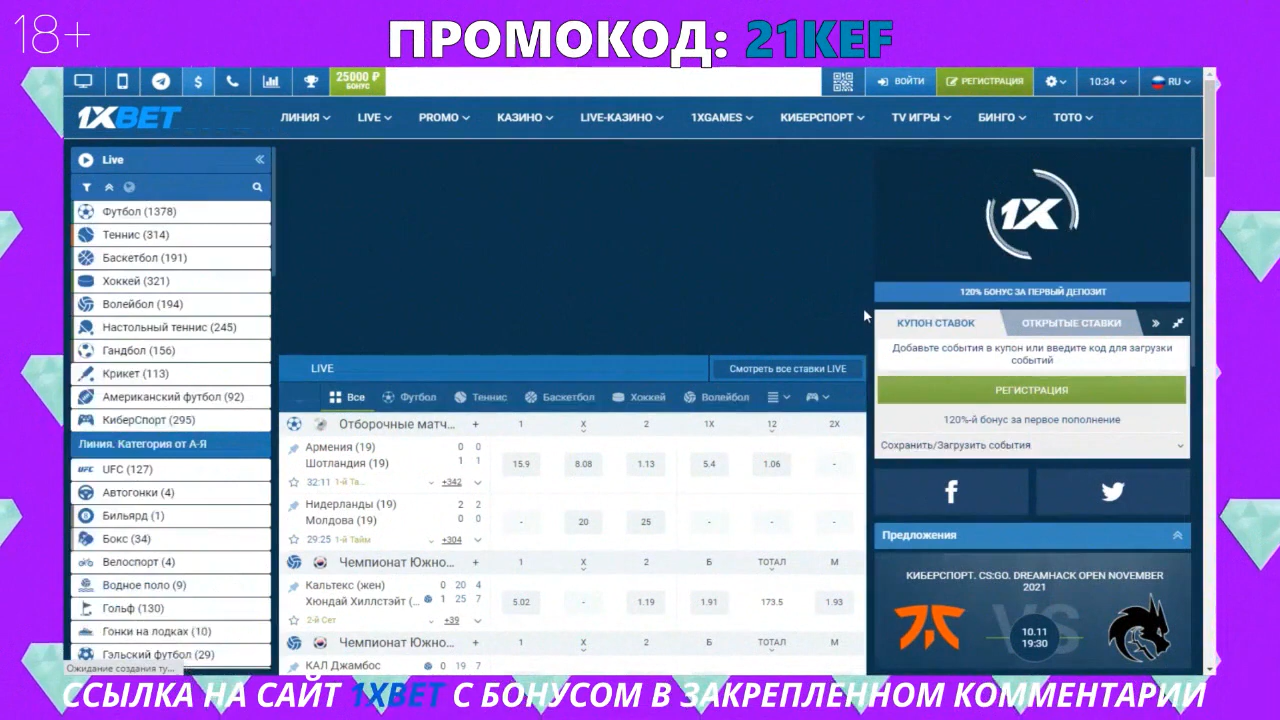 18+
ПРОМОКОД: 21KEF
25000 ₽
БОНУС
ВОЙТИ
РЕГИСТРАЦИЯ
10:34
RU
1XBET
ЛИНИЯ
LIVE
PROMO
КАЗИНО
LIVE-КАЗИНО
1XGAMES
КИБЕРСПОРТ
TV ИГРЫ
БИНГО
ТОТО
Live
Футбол (1378)
Теннис (314)
Баскетбол (191)
Хоккей (321)
Волейбол (194)
Настольный теннис (245)
Гандбол (156)
Крикет (113)
Американский футбол (92)
КиберСпорт (295)
Линия. Категория от А-Я
UFC UFC (127)
Автогонки (4)
Бильярд (1)
Бокс (34)
Велоспорт (4)
Водное поло (9)
Гольф (130)
Гонки на лодках (10)
Гэльский футбол (29)
Ожидание создания ту...
LIVE
Смотреть все ставки LIVE
Все
Футбол
Теннис
Баскетбол
Хоккей
Волейбол
Отборочные матч... + 1 X 2 1X 12 2X
Армения (19) 0 0
Шотландия (19) 1 1
15.9 8.08 1.13 5.4 1.06 -
32:11 1-й Та... +342
Нидерланды (19) 2 2
Молдова (19) 0 0
- 20 25 - - -
29:25 1-й Тайм +304
Чемпионат Южно... + 1 X 2 Б ТОТАЛ М
Кальтекс (жен) 0 20 4
Хюндай Хиллстэйт (... 1 25 7
5.02 - 1.19 1.91 173.5 1.93
2-й Сет +39
Чемпионат Южно... + 1 X 2 Б ТОТАЛ М
КАЛ Джамбос 0 19 7
1X
120% БОНУС ЗА ПЕРВЫЙ ДЕПОЗИТ
КУПОН СТАВОК
ОТКРЫТЫЕ СТАВКИ
Добавьте события в купон или введите код для загрузки
событий
РЕГИСТРАЦИЯ
120%-й бонус за первое пополнение
Сохранить/Загрузить события
Предложения
КИБЕРСПОРТ. CS:GO. DREAMHACK OPEN NOVEMBER
2021
VS
10.11
19:30
ССЫЛКА НА САЙТ 1XBET С БОНУСОМ В ЗАКРЕПЛЕННОМ КОММЕНТАРИИ